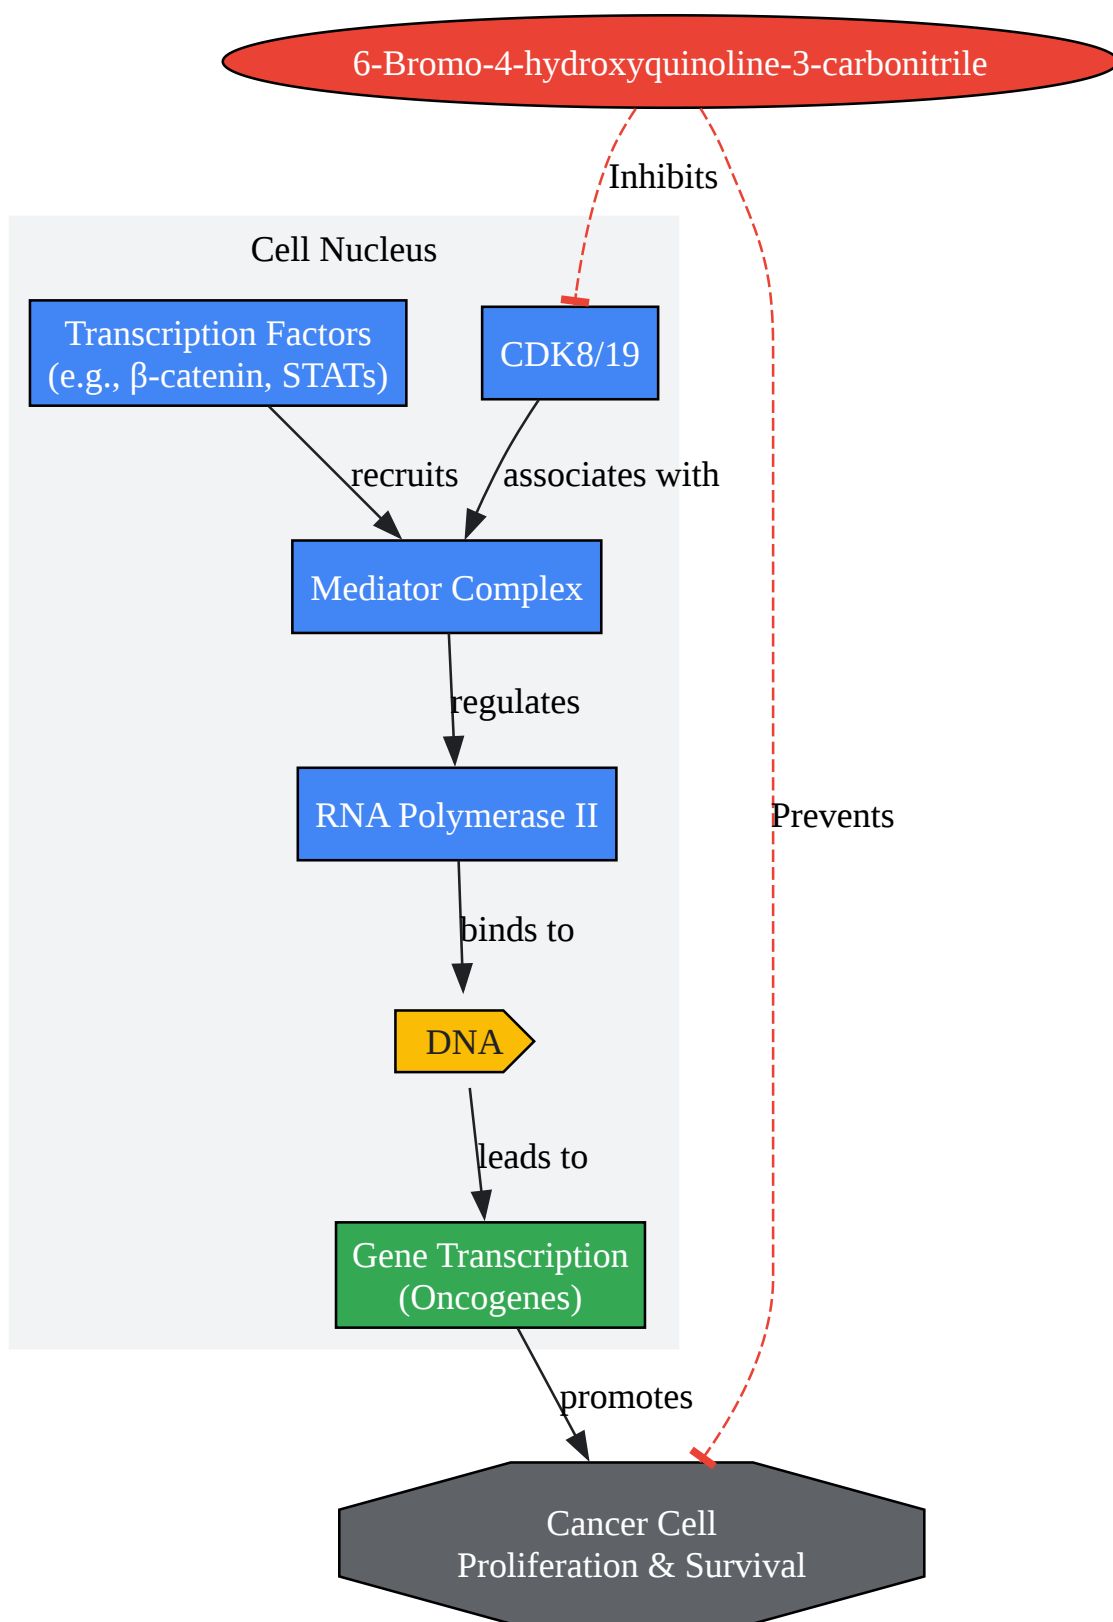 6-Bromo-4-hydroxyquinoline-3-carbonitrile
Inhibits
Cell Nucleus
Transcription Factors
(e.g., β-catenin, STATs)
CDK8/19
recruits
associates with
Mediator Complex
regulates
RNA Polymerase II
Prevents
binds to
DNA
leads to
Gene Transcription
(Oncogenes)
promotes
Cancer Cell
Proliferation & Survival